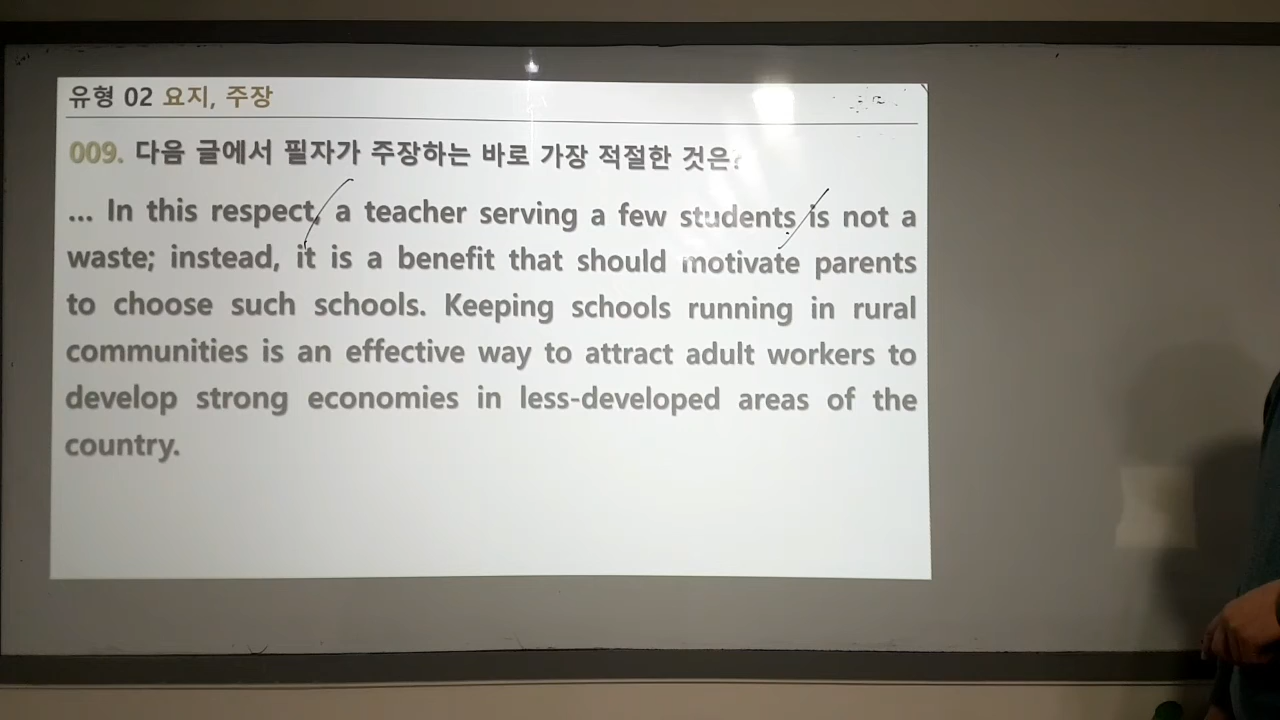 유형 02 요지, 주장
009. 다음 글에서 필자가 주장하는 바로 가장 적절한 것은?
... In this respect, a teacher serving a few students is not a
waste; instead, it is a benefit that should motivate parents
to choose such schools. Keeping schools running in rural
communities is an effective way to attract adult workers to
develop strong economies in less-developed areas of the
country.